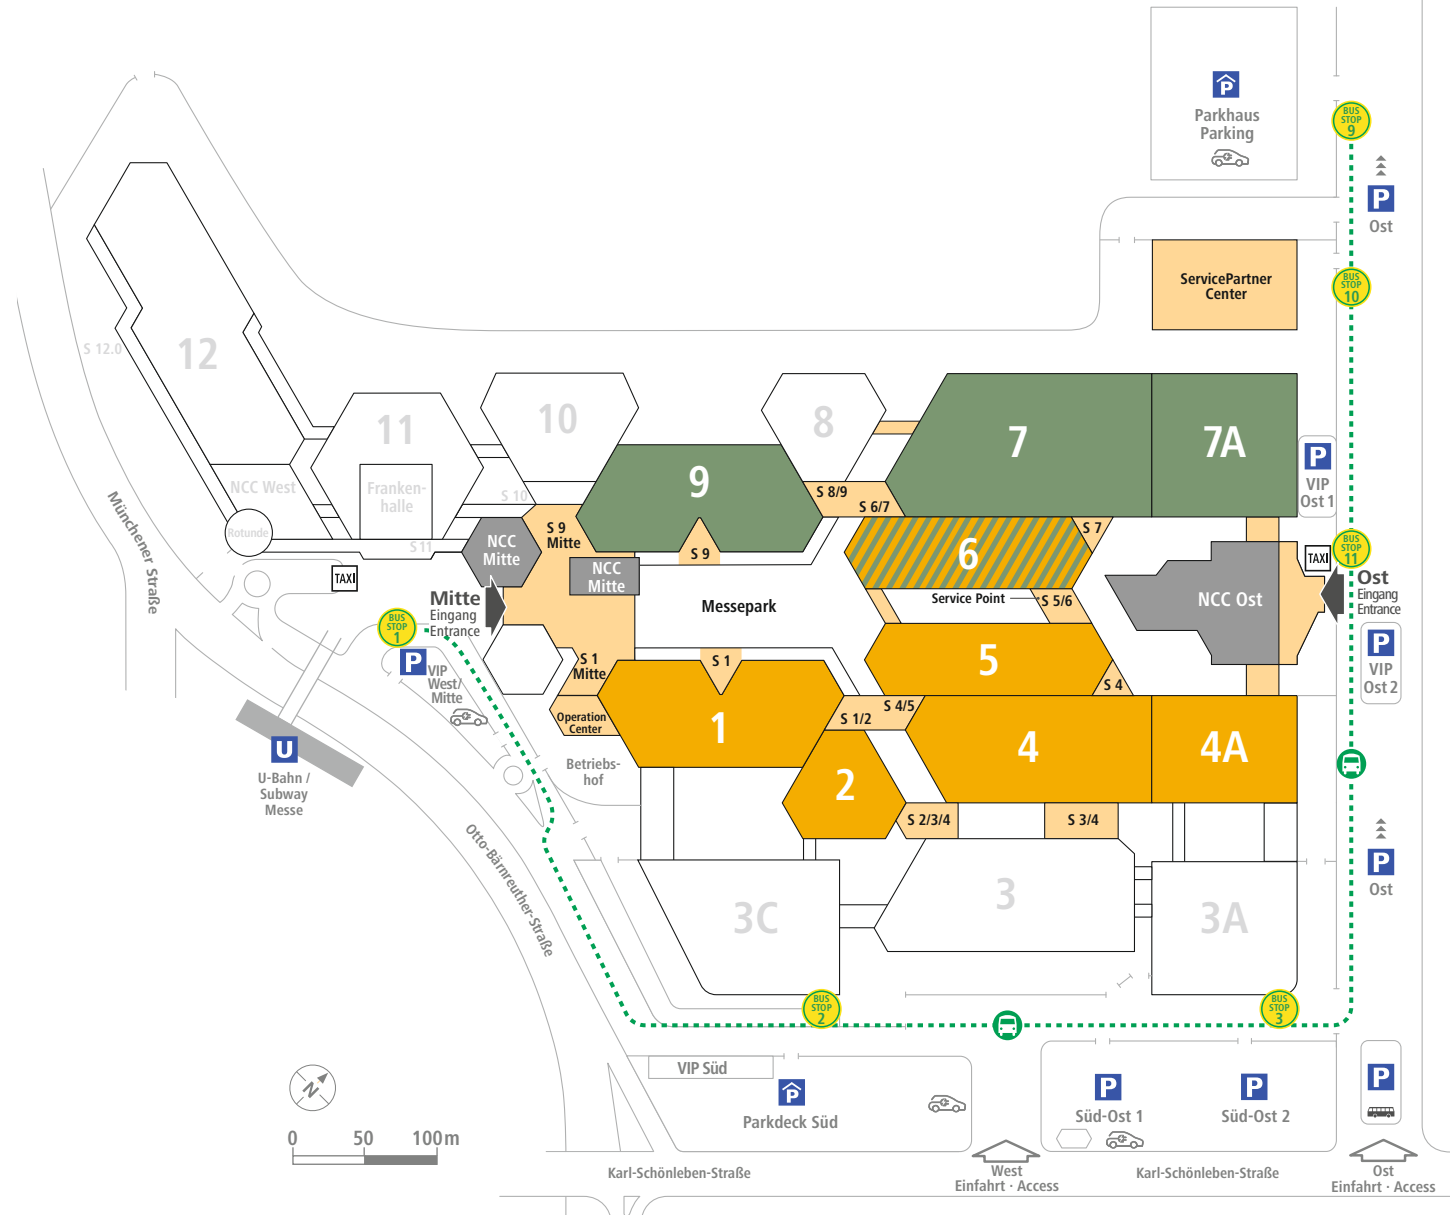 P
Parkhaus
Parking
BUS
STOP
9
P
Ost
ServicePartner
Center
BUS
STOP
10
12
S 12.0
11
10
8
7
7A
9
NCC West
Franken-
halle
S 10
S 8/9
S 6/7
P
VIP
Ost 1
Rotunde
S11
NCC
Mitte
S 9
Mitte
S 9
6
S 7
TAXI
BUS
STOP
11
Münchener Straße
TAXI
NCC
Mitte
Ost
Eingang
Entrance
Mitte
Eingang
Entrance
Messepark
Service Point
S 5/6
NCC Ost
BUS
STOP
1
P
VIP
West/
Mitte
S 1
Mitte
S 1
5
S 4
P
VIP
Ost 2
Operation
Center
1
S 1/2
S 4/5
4
4A
U
U-Bahn /
Subway
Messe
Betriebs-
hof
2
S 2/3/4
S 3/4
Otto-Bärnreuther-Straße
P
Ost
3C
3
3A
BUS
STOP
2
BUS
STOP
3
N
VIP Süd
P
Parkdeck Süd
P
Süd-Ost 1
P
Süd-Ost 2
P
0 50 100m
Karl-Schönleben-Straße
West
Einfahrt · Access
Karl-Schönleben-Straße
Ost
Einfahrt · Access